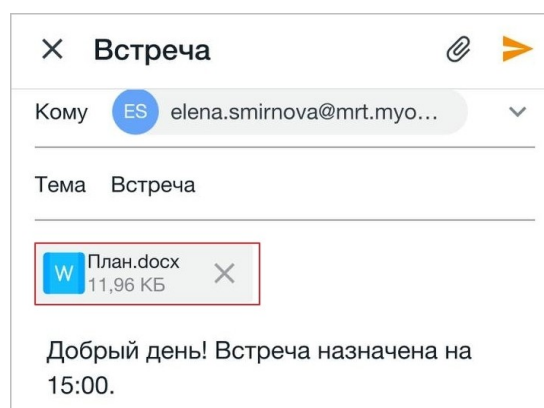 Встреча
Кому ES elena.smirnova@mrt.myo...
Тема Встреча
W План.docx
11,96 КБ
Добрый день! Встреча назначена на
15:00.